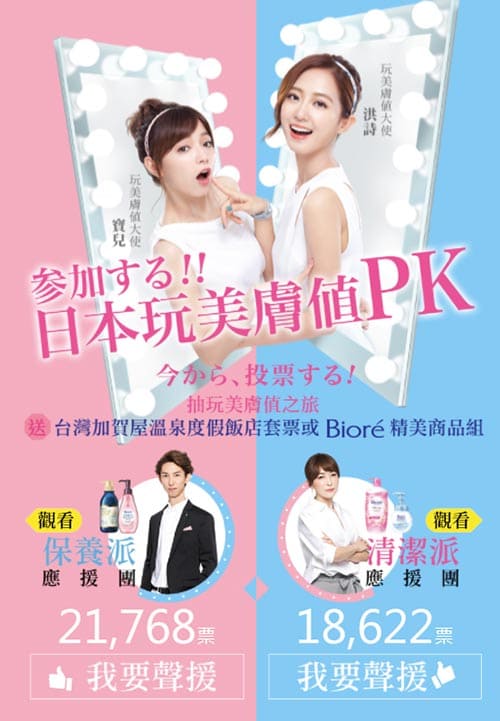 玩美膚值大使
洪詩
玩美膚值大使
寶兒
参加する!!
日本玩美膚值PK
今から、投票する!
抽玩美膚值之旅
送 台灣加賀屋溫泉度假飯店套票或 Bioré 精美商品組
觀看
保養派
應援團
21,768票
我要聲援
觀看
清潔派
應援團
18,622票
我要聲援